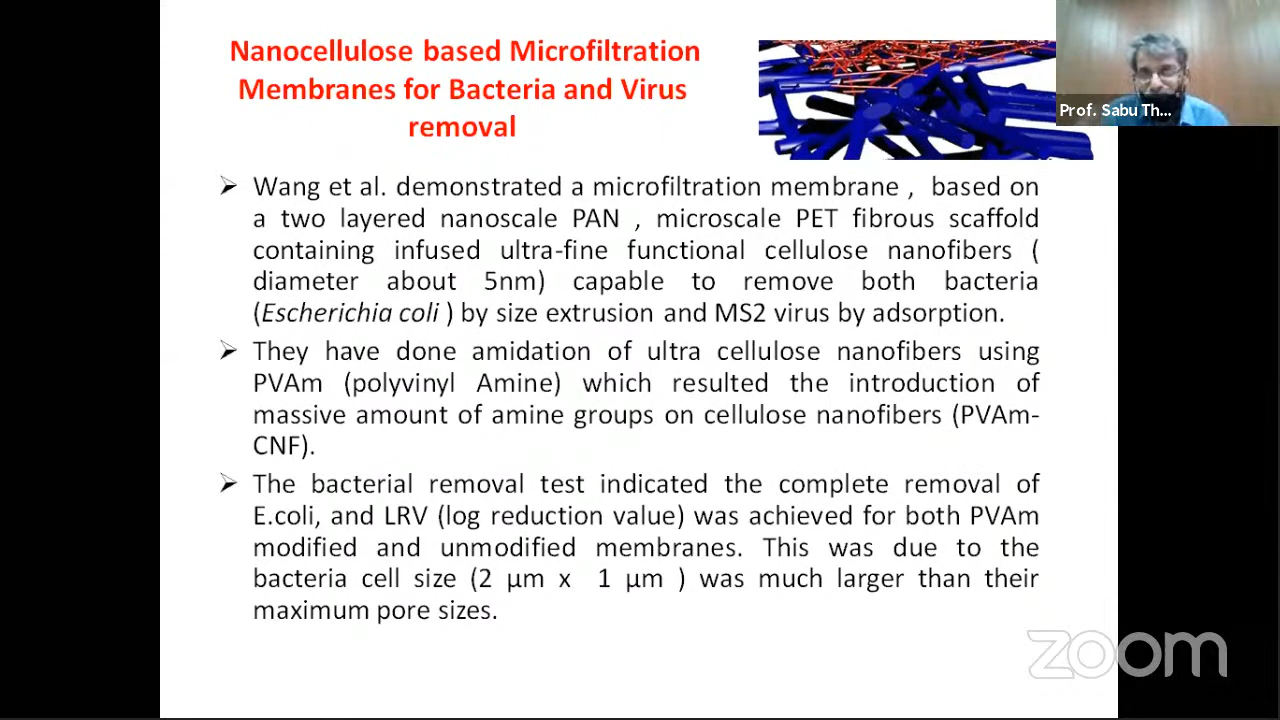 Nanocellulose based Microfiltration
Membranes for Bacteria and Virus
removal
Prof. Sabu Th...
➢ Wang et al. demonstrated a microfiltration membrane , based on
a two layered nanoscale PAN , microscale PET fibrous scaffold
containing infused ultra-fine functional cellulose nanofibers (
diameter about 5nm) capable to remove both bacteria
(Escherichia coli ) by size extrusion and MS2 virus by adsorption.
➢ They have done amidation of ultra cellulose nanofibers using
PVAm (polyvinyl Amine) which resulted the introduction of
massive amount of amine groups on cellulose nanofibers (PVAm-
CNF).
➢ The bacterial removal test indicated the complete removal of
E.coli, and LRV (log reduction value) was achieved for both PVAm
modified and unmodified membranes. This was due to the
bacteria cell size (2 µm x 1 µm ) was much larger than their
maximum pore sizes.
zoom